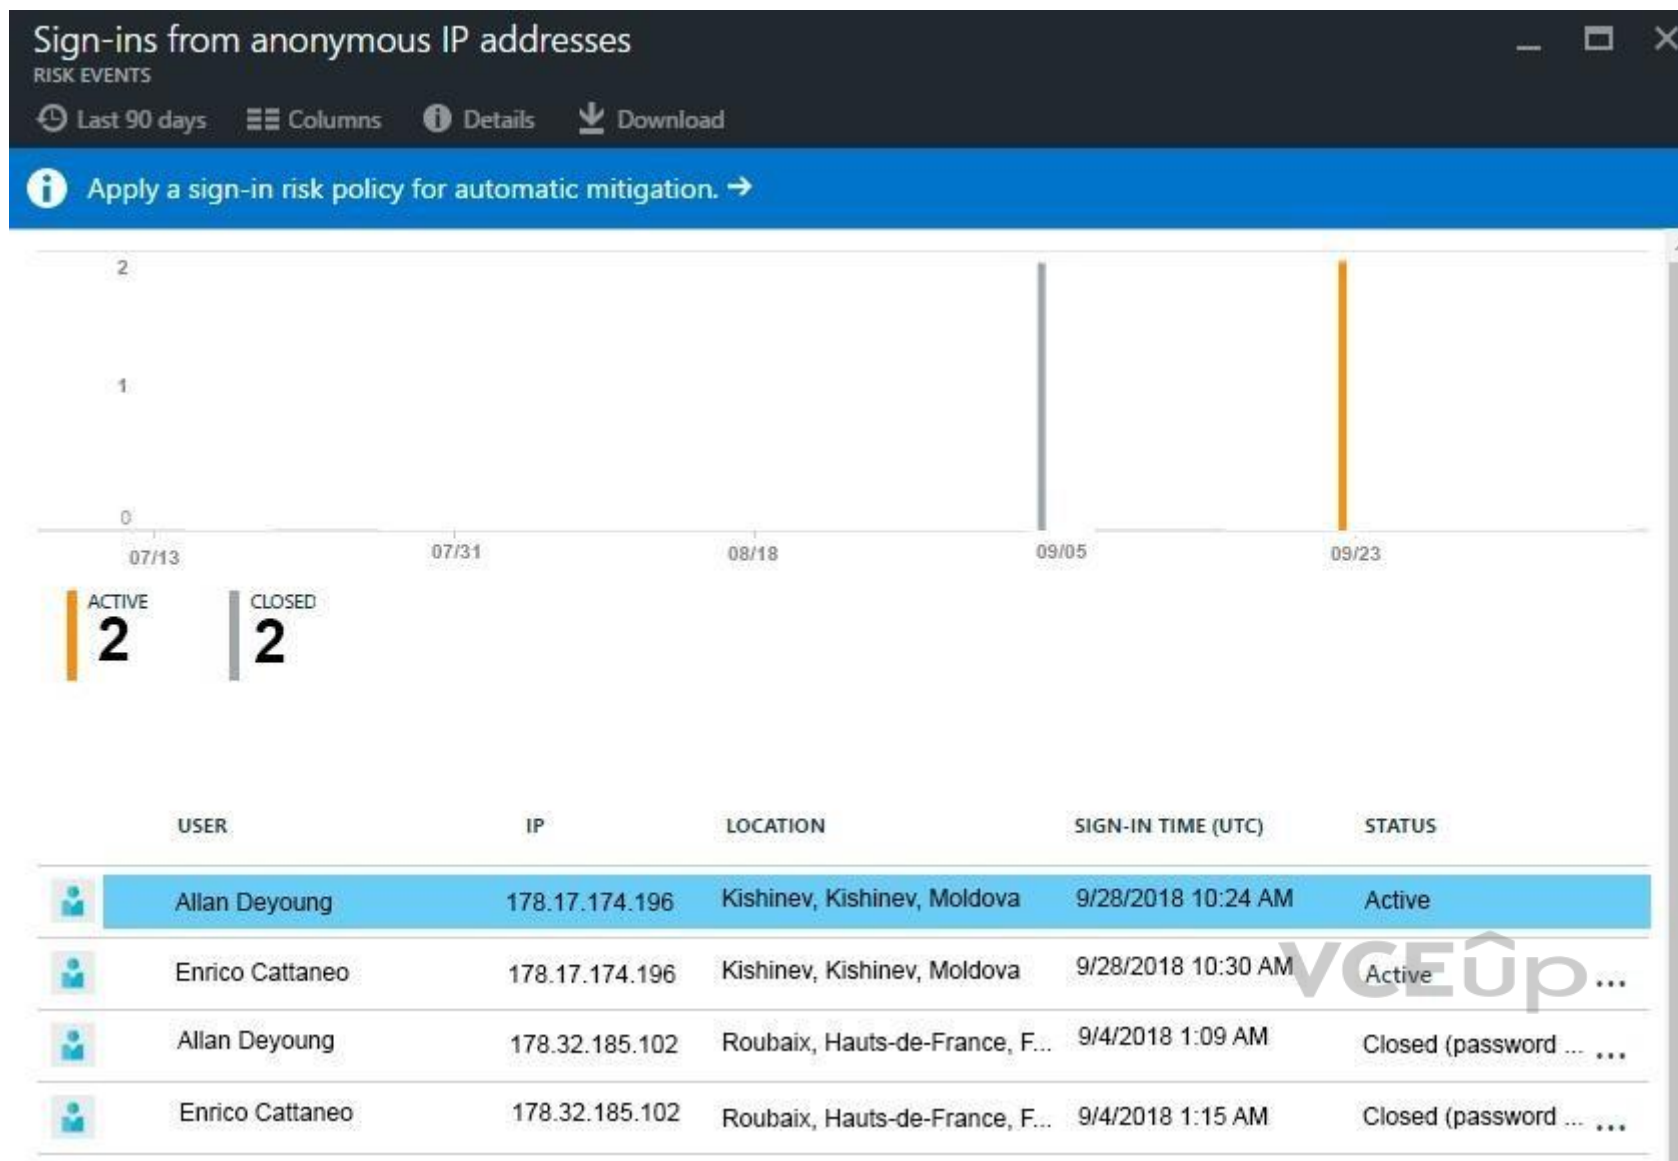 Sign-ins from anonymous IP addresses
RISK EVENTS
Last 90 days Columns Details Download
Apply a sign-in risk policy for automatic mitigation. →
2
1
0
07/13 07/31 08/18 09/05 09/23
ACTIVE CLOSED
2 2
USER IP LOCATION SIGN-IN TIME (UTC) STATUS
Allan Deyoung 178.17.174.196 Kishinev, Kishinev, Moldova 9/28/2018 10:24 AM Active
Enrico Cattaneo 178.17.174.196 Kishinev, Kishinev, Moldova 9/28/2018 10:30 AM Active ...
VCEûp
Allan Deyoung 178.32.185.102 Roubaix, Hauts-de-France, F... 9/4/2018 1:09 AM Closed (password ... ...
Enrico Cattaneo 178.32.185.102 Roubaix, Hauts-de-France, F... 9/4/2018 1:15 AM Closed (password ... ...